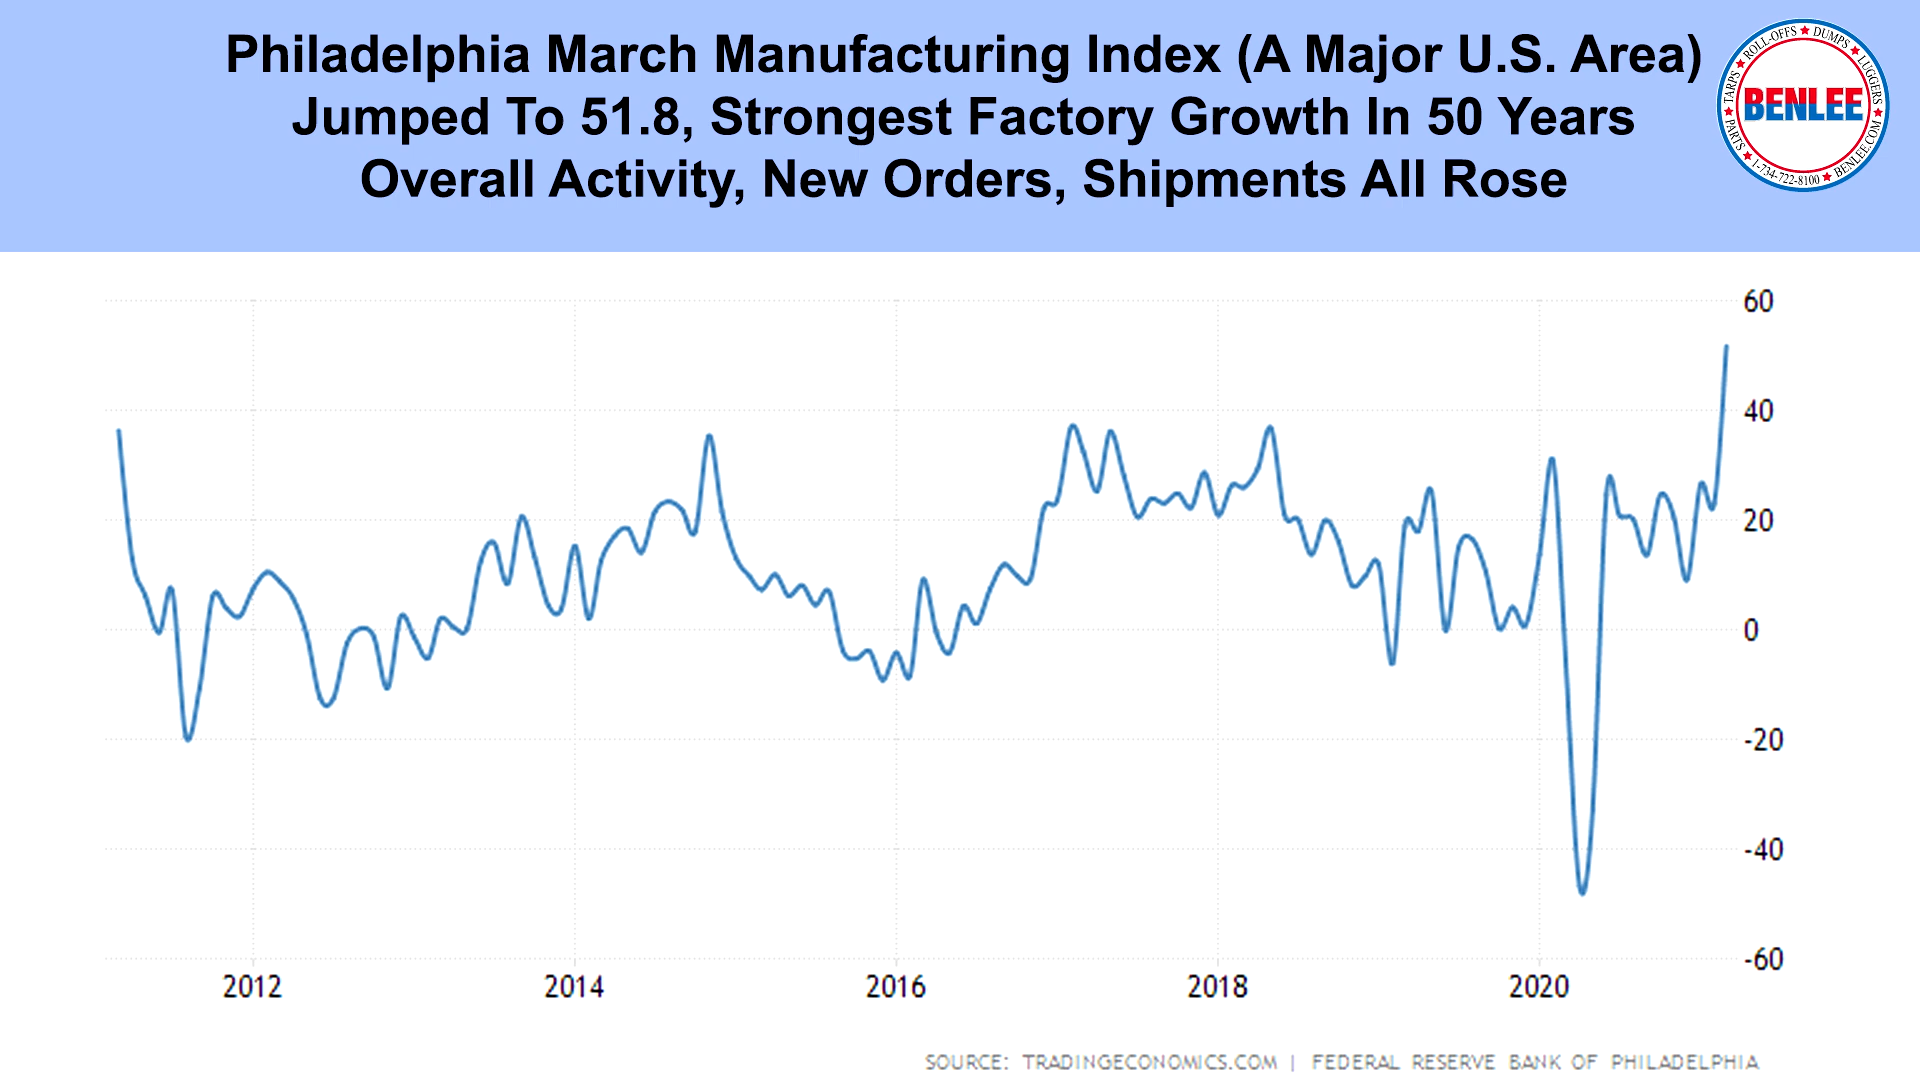 Philadelphia March Manufacturing Index (A Major U.S. Area)
Jumped To 51.8, Strongest Factory Growth In 50 Years
Overall Activity, New Orders, Shipments All Rose
TARPS ★ ROLL-OFFS ★ DUMPS ★ LUGGERS ★
BENLEE
★ PARTS ★ 1-734-722-8100 ★ BENLEE.COM
60
40
20
0
-20
-40
-60
2012 2014 2016 2018 2020
SOURCE: TRADINGECONOMICS.COM | FEDERAL RESERVE BANK OF PHILADELPHIA